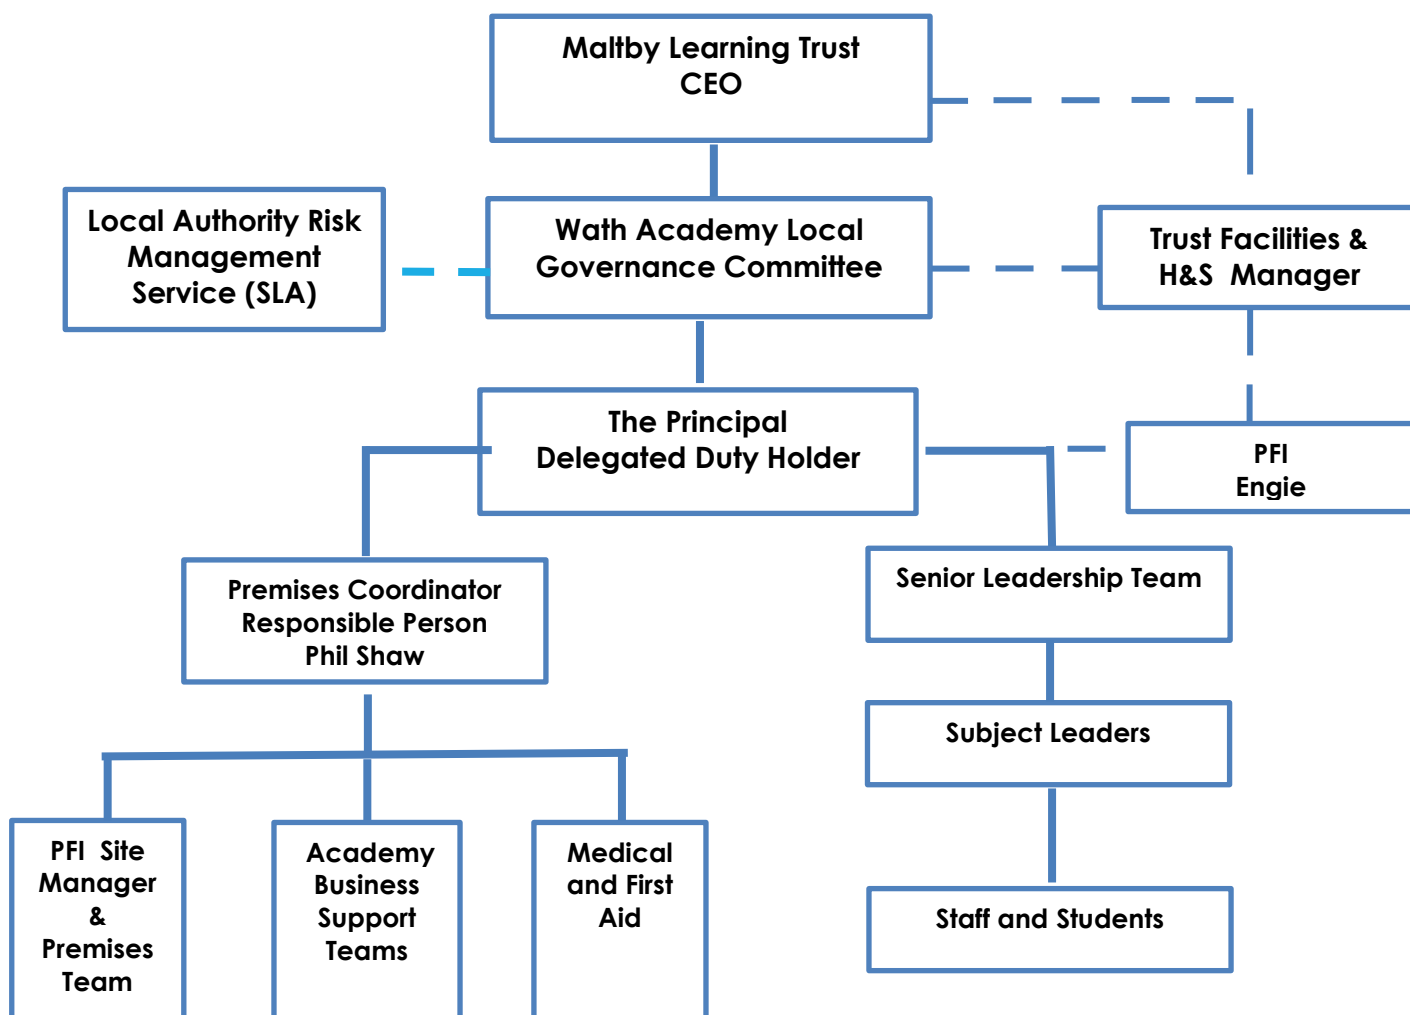 Maltby Learning Trust
CEO
Local Authority Risk
Management
Service (SLA)
Wath Academy Local
Governance Committee
Trust Facilities &
H&S  Manager
The Principal
Delegated Duty Holder
PFI
Engie
Premises Coordinator
Responsible Person
Phil Shaw
Senior Leadership Team
Subject Leaders
PFI  Site
Manager
&
Premises
Team
Academy
Business
Support
Teams
Medical
and First
Aid
Staff and Students